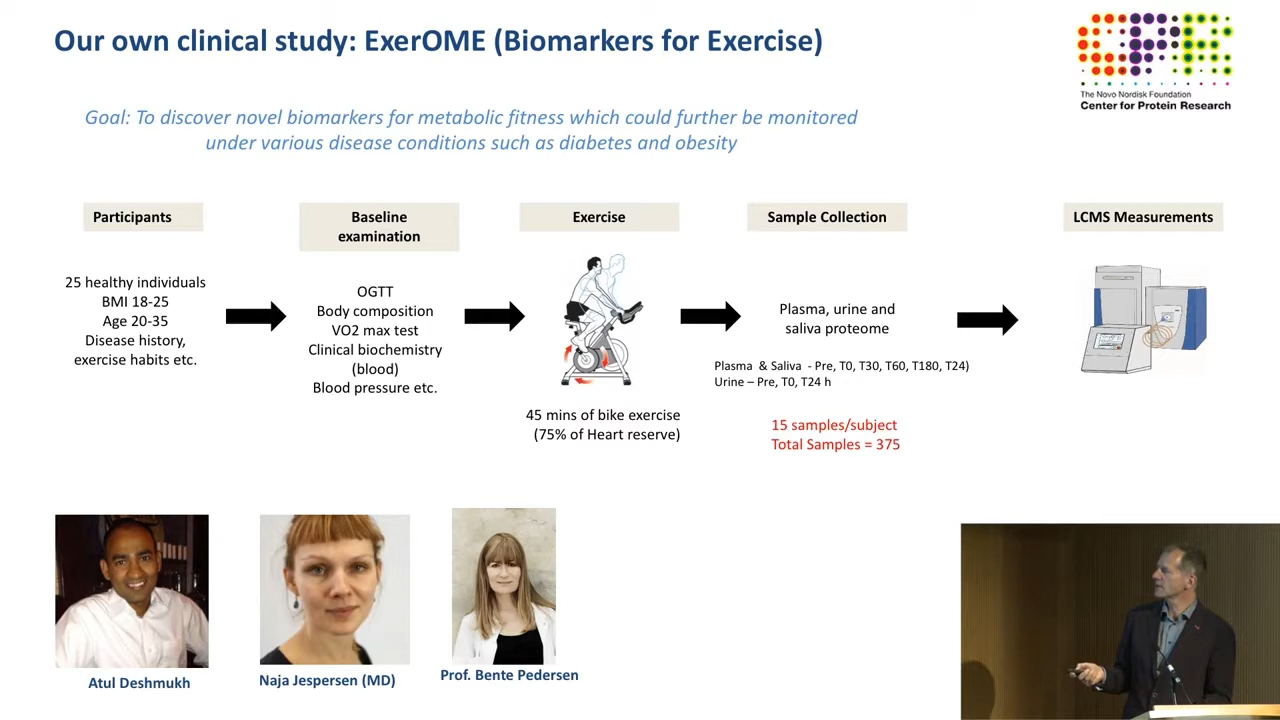 Our own clinical study: ExerOME (Biomarkers for Exercise)
CPR
The Novo Nordisk Foundation
Center for Protein Research
Goal: To discover novel biomarkers for metabolic fitness which could further be monitored
under various disease conditions such as diabetes and obesity
Participants
25 healthy individuals
BMI 18-25
Age 20-35
Disease history,
exercise habits etc.
Baseline
examination
OGTT
Body composition
VO2 max test
Clinical biochemistry
(blood)
Blood pressure etc.
Exercise
45 mins of bike exercise
(75% of Heart reserve)
Sample Collection
Plasma, urine and
saliva proteome
Plasma & Saliva - Pre, T0, T30, T60, T180, T24)
Urine – Pre, T0, T24 h
15 samples/subject
Total Samples = 375
LCMS Measurements
Atul Deshmukh
Naja Jespersen (MD)
Prof. Bente Pedersen